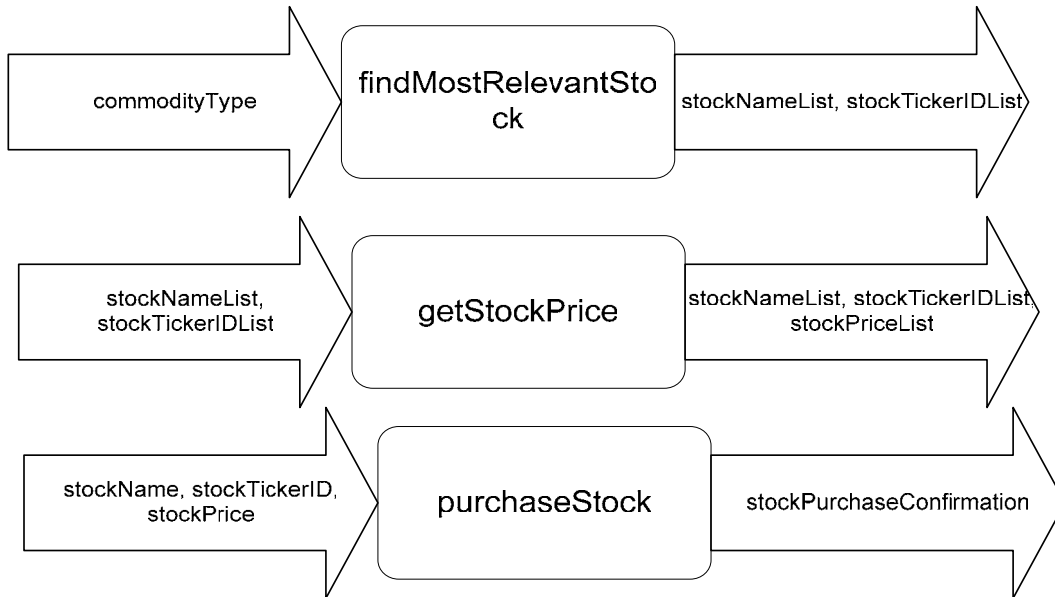 commodityType
findMostRelevantSto
ck
stockNameList, stockTickerIDList
stockNameList,
stockTickerIDList
getStockPrice
stockNameList, stockTickerIDList,
stockPriceList
stockName, stockTickerID,
stockPrice
purchaseStock
stockPurchaseConfirmation